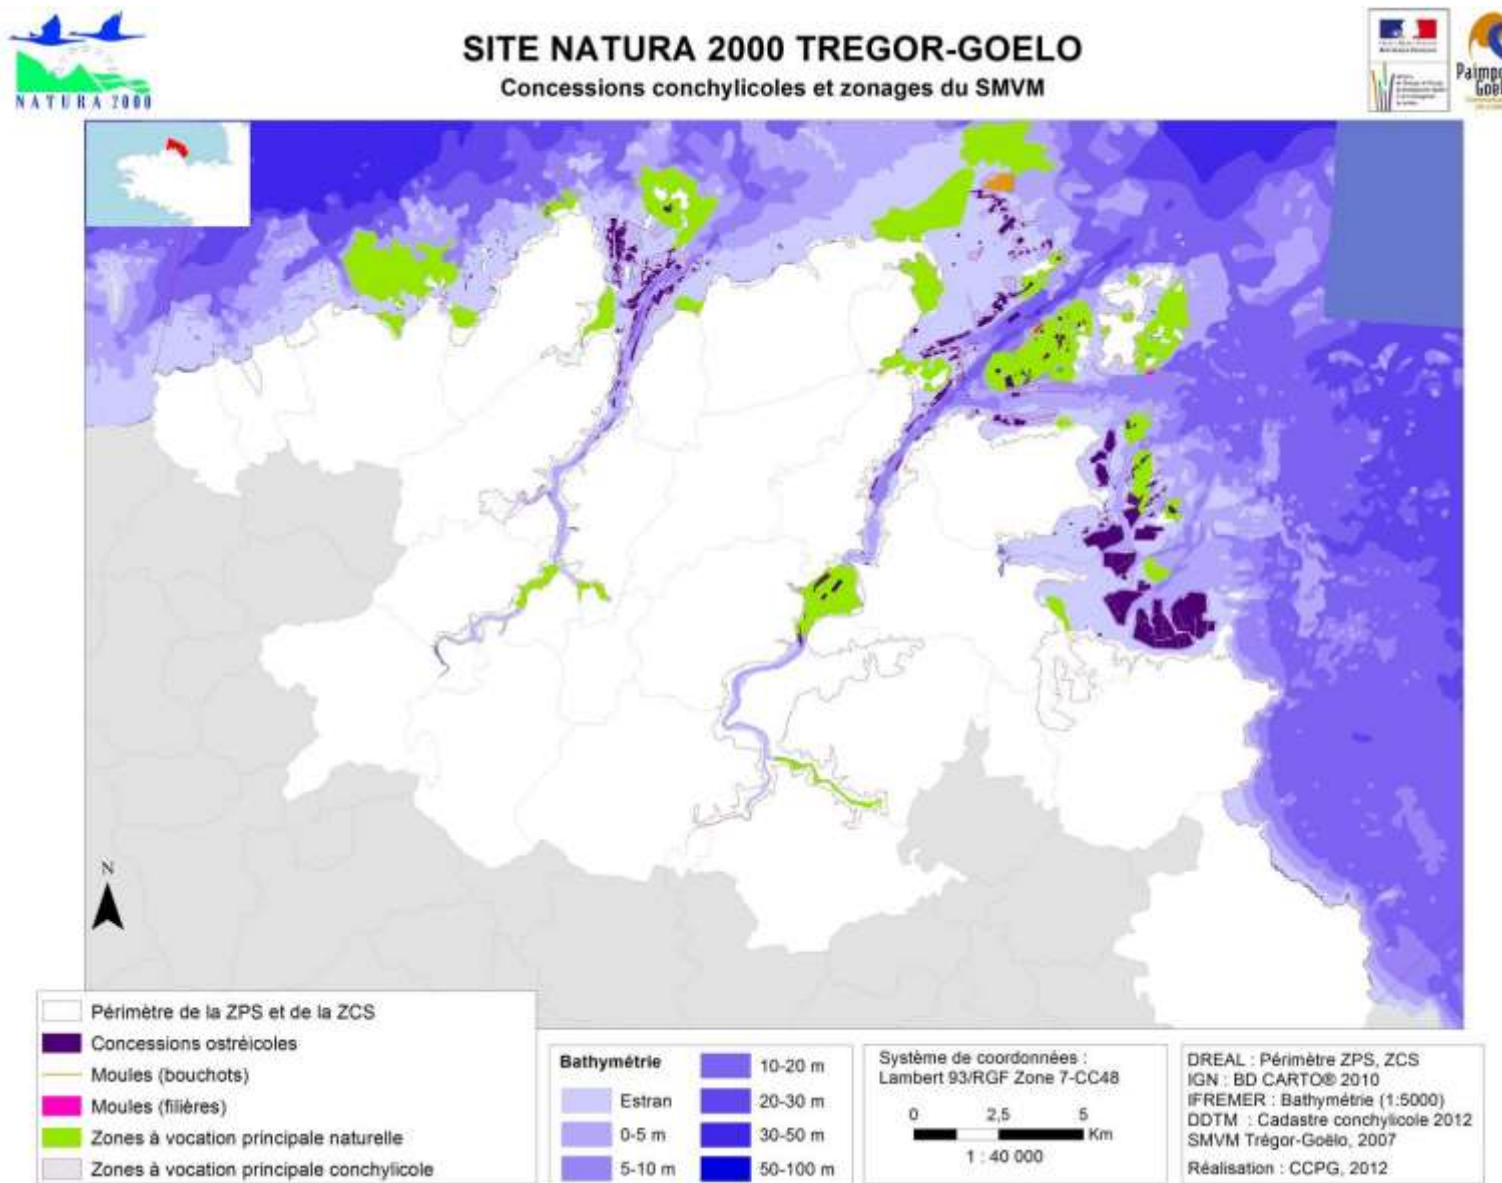 SITE NATURA 2000 TREGOR-GOELO
Concessions conchylicoles et zonages du SMVM
NATURA 2000
Paimpo
Goel
N
Périmètre de la ZPS et de la ZCS
Concessions ostréicoles
Moules (bouchots)
Moules (filières)
Zones à vocation principale naturelle
Zones à vocation principale conchylicole
Bathymétrie
Estran
0-5 m
5-10 m
10-20 m
20-30 m
30-50 m
50-100 m
Système de coordonnées :
Lambert 93/RGF Zone 7-CC48
0 2,5 5
Km
1 : 40 000
DREAL : Périmètre ZPS, ZCS
IGN : BD CARTO® 2010
IFREMER : Bathymétrie (1:5000)
DDTM : Cadastre conchylicole 2012
SMVM Trégor-Goëlo, 2007
Réalisation : CCPG, 2012